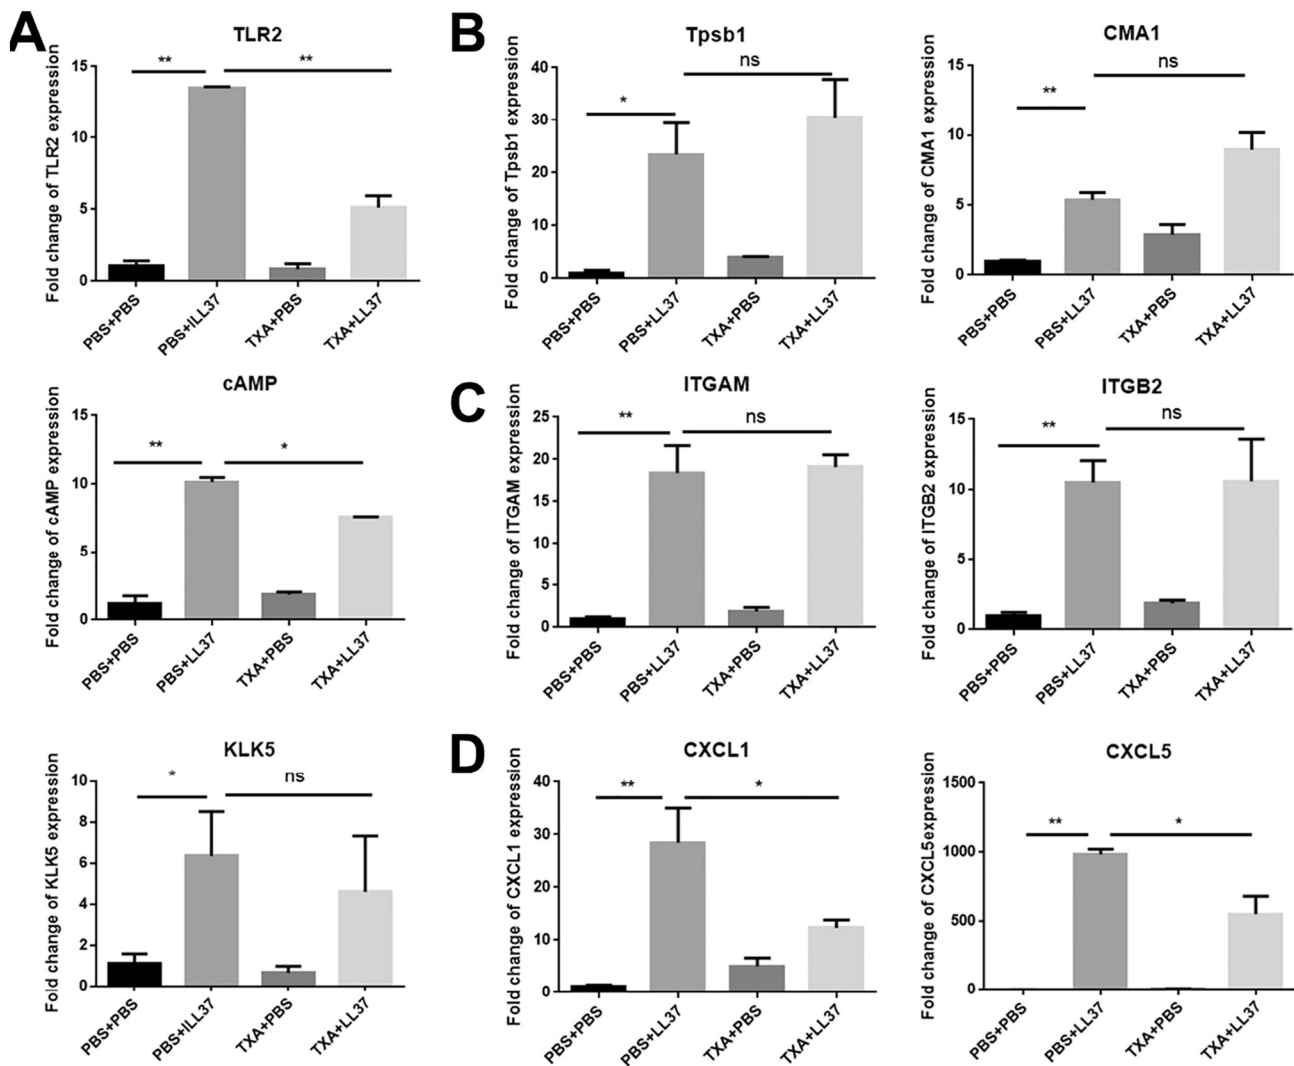 A
TLR2
Fold change of TLR2 expression
15
10
5
0
**
**
PBS+PBS
PBS+ILL37
TXA+PBS
TXA+LL37
cAMP
Fold change of cAMP expression
15
10
5
0
**
*
PBS+PBS
PBS+LL37
TXA+PBS
TXA+LL37
KLK5
Fold change of KLK5 expression
10
8
6
4
2
0
*
ns
PBS+PBS
PBS+ILL37
TXA+PBS
TXA+LL37
B
Tpsb1
Fold change of Tpsb1 expression
40
30
20
10
0
*
ns
PBS+PBS
PBS+LL37
TXA+PBS
TXA+LL37
CMA1
Fold change of CMA1 expression
15
10
5
0
**
ns
PBS+PBS
PBS+LL37
TXA+PBS
TXA+LL37
C
ITGAM
Fold change of ITGAM expression
25
20
15
10
5
0
**
ns
PBS+PBS
PBS+LL37
TXA+PBS
TXA+LL37
ITGB2
Fold change of ITGB2 expression
15
10
5
0
**
ns
PBS+PBS
PBS+LL37
TXA+PBS
TXA+LL37
D
CXCL1
Fold change of CXCL1 expression
40
30
20
10
0
**
*
PBS+PBS
PBS+LL37
TXA+PBS
TXA+LL37
CXCL5
Fold change of CXCL5expression
1500
1000
500
0
**
*
PBS+PBS
PBS+LL37
TXA+PBS
TXA+LL37